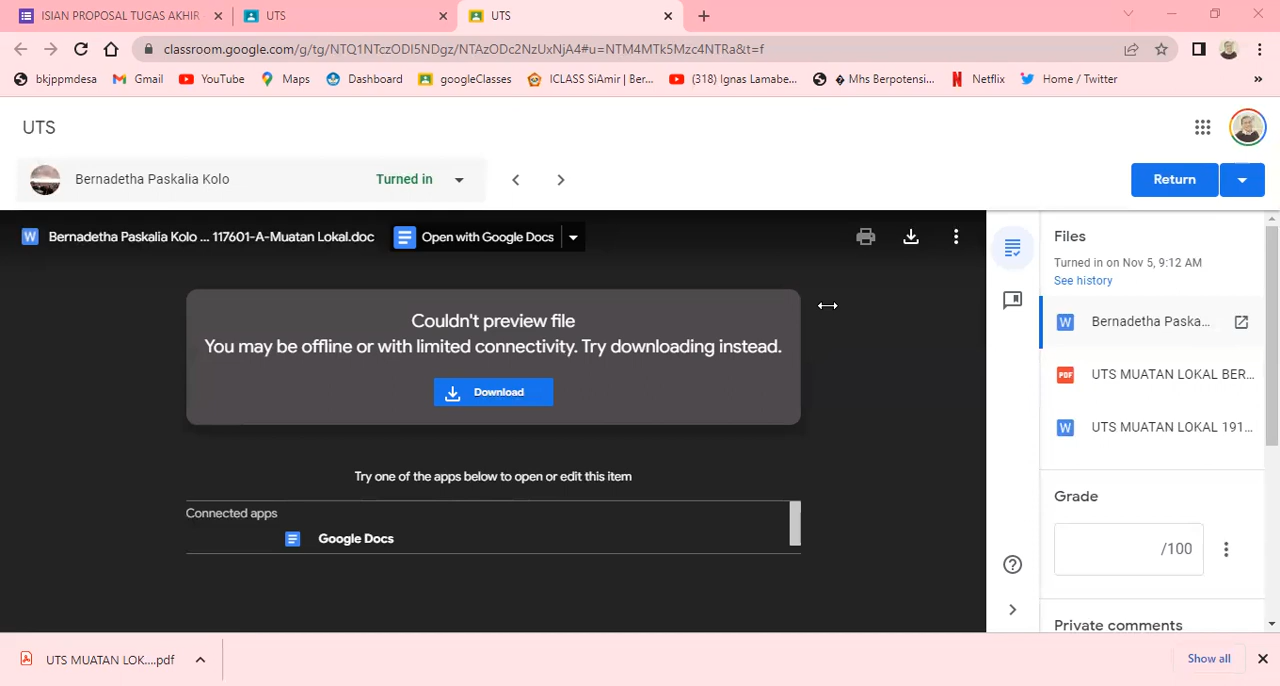 ISIAN PROPOSAL TUGAS AKHIR
UTS
UTS
classroom.google.com/g/tg/NTQ1NTczODI5NDgz/NTAzODc2NzUxNjA4#u=NTM4MTk5Mzc4NTRa&t=f
bkjppmdesa
Gmail
YouTube
Maps
Dashboard
googleClasses
ICLASS SiAmir | Ber...
(318) Ignas Lamabe...
� Mhs Berpotensi...
Netflix
Home / Twitter
»
UTS
Bernadetha Paskalia Kolo
Turned in
Return
Bernadetha Paskalia Kolo ... 117601-A-Muatan Lokal.doc
Open with Google Docs
Couldn't preview file
You may be offline or with limited connectivity. Try downloading instead.
Download
Try one of the apps below to open or edit this item
Connected apps
Google Docs
Files
Turned in on Nov 5, 9:12 AM
See history
W Bernadetha Paska...
PDF UTS MUATAN LOKAL BER...
W UTS MUATAN LOKAL 191...
Grade
/100
Private comments
UTS MUATAN LOK....pdf
Show all